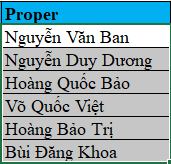 Proper
Nguyễn Văn Ban
Nguyễn Duy Dương
Hoàng Quốc Bảo
Võ Quốc Việt
Hoàng Bảo Trị
Bùi Đăng Khoa